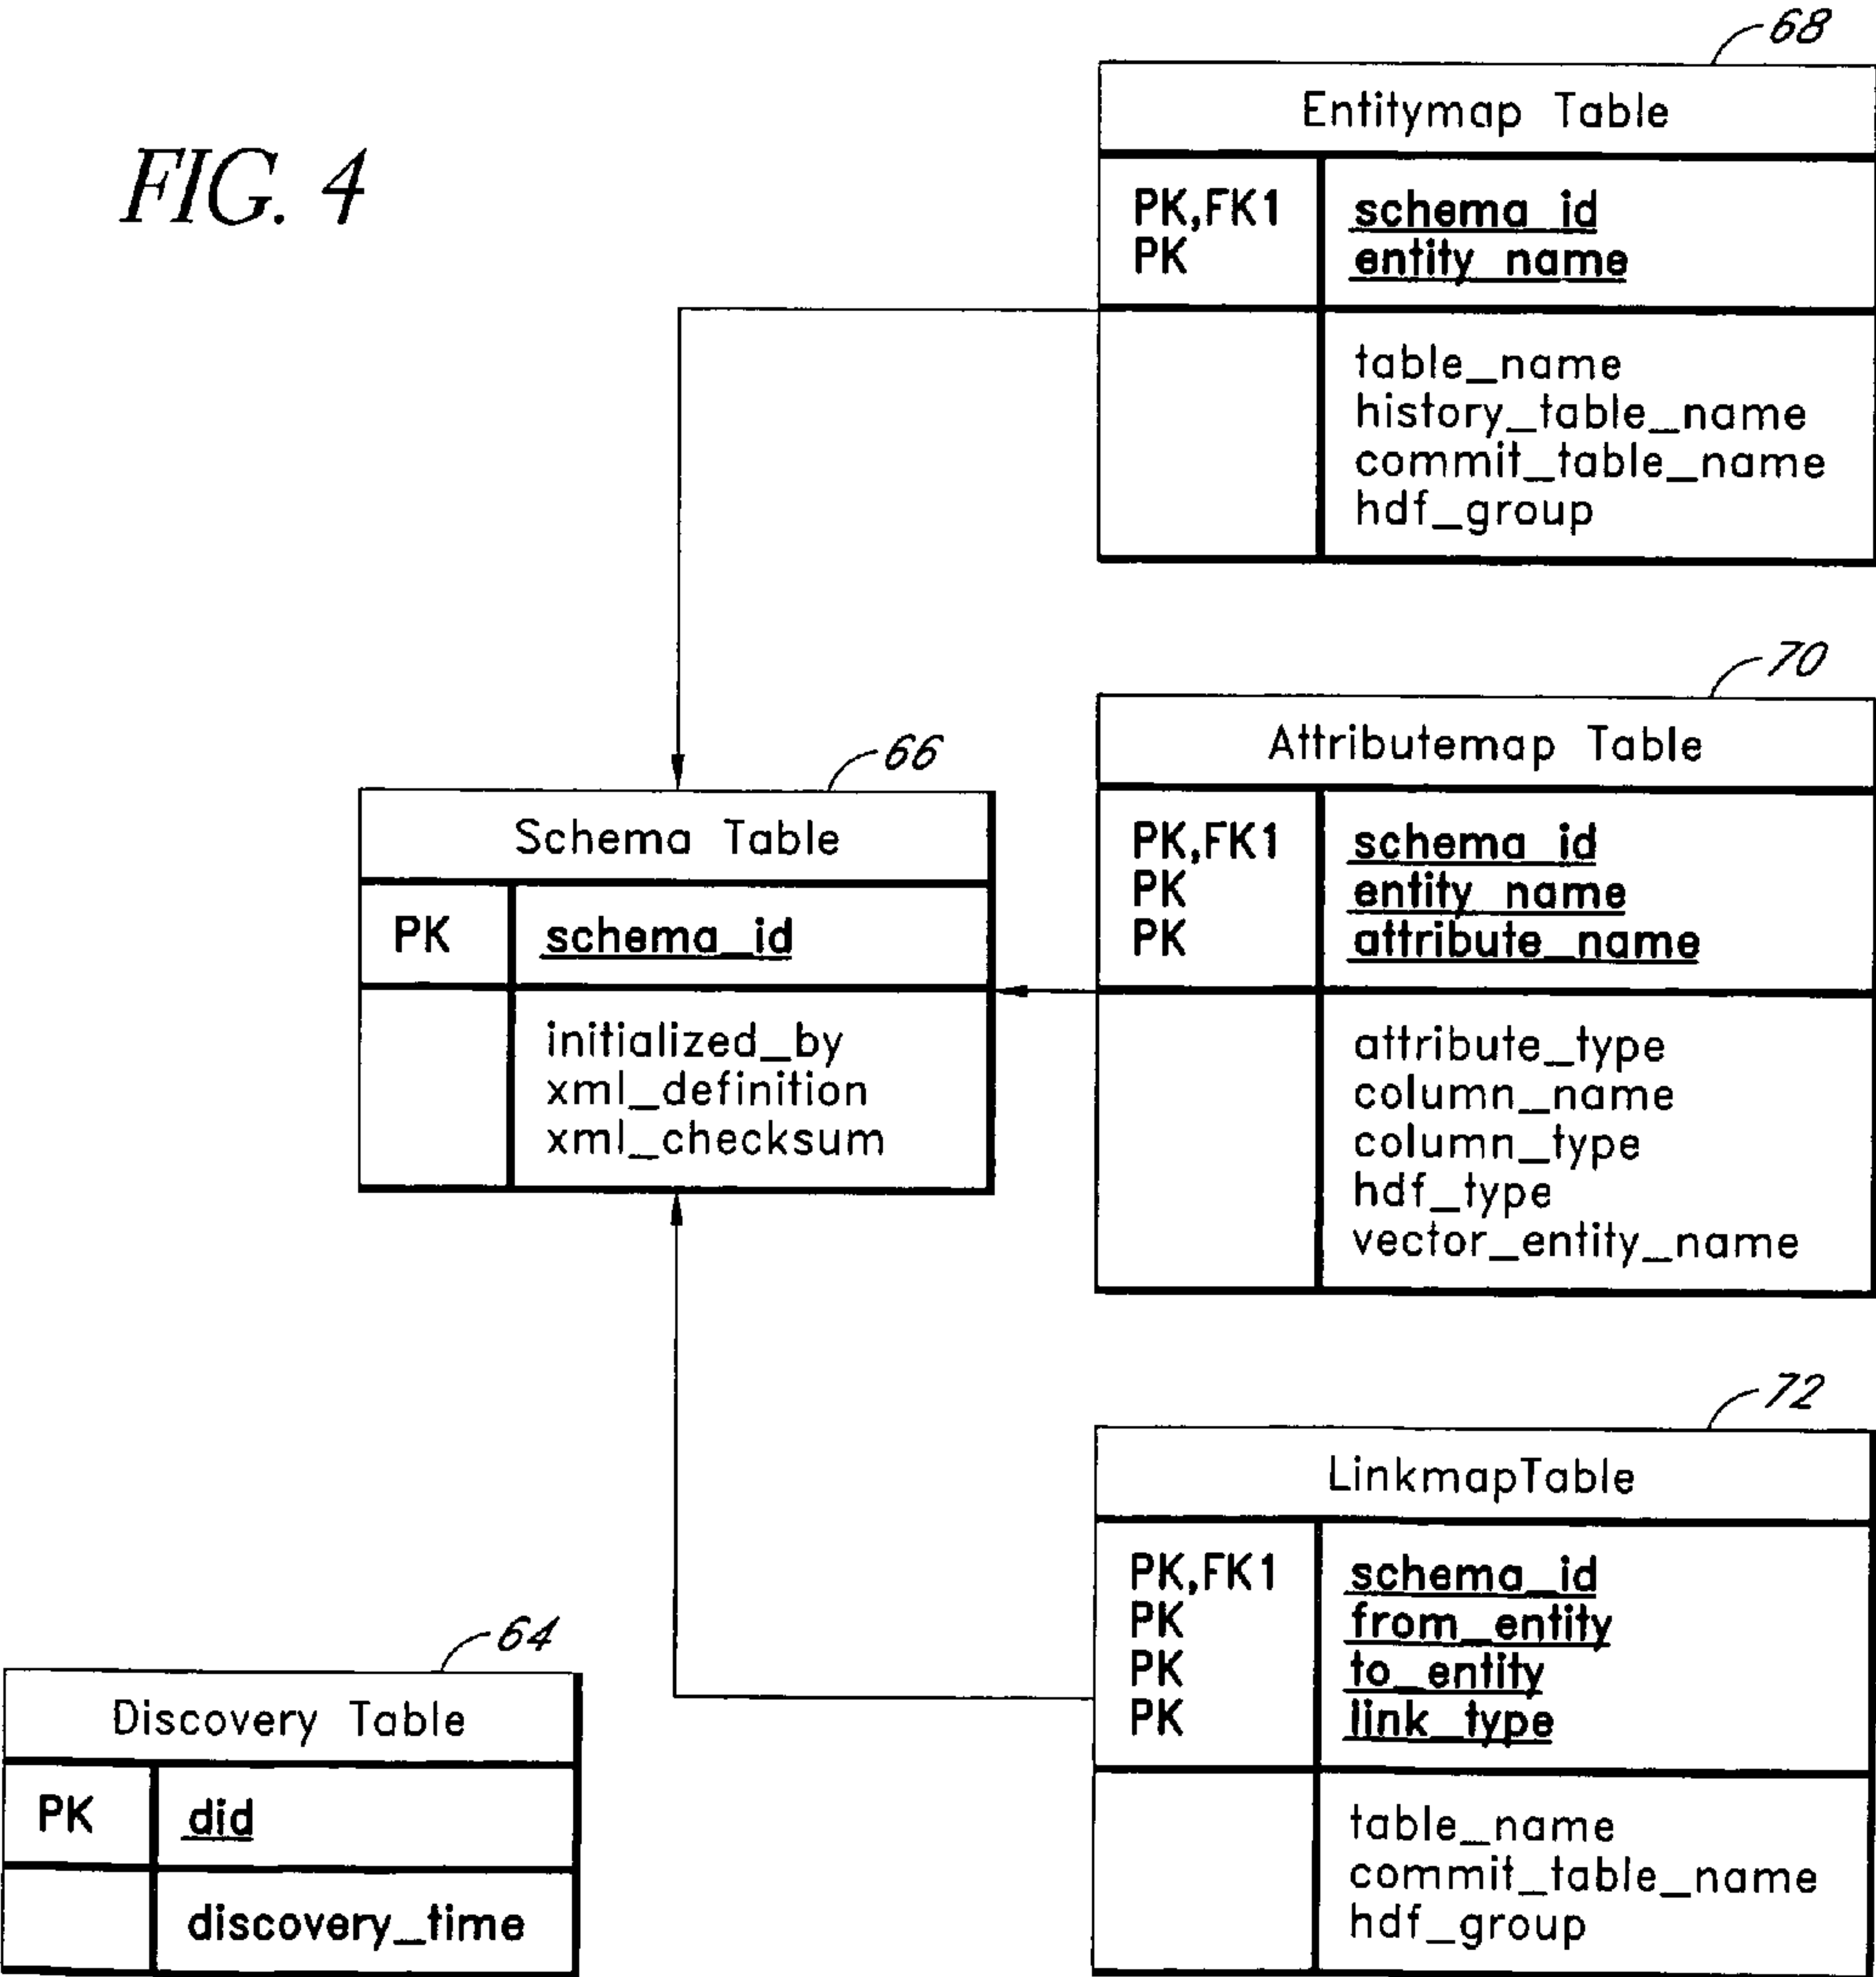 FIG. 4
68
Entitymap Table
PK,FK1 schema_id
PK entity_name
table_name
history_table_name
commit_table_name
hdf_group
70
Attributemap Table
PK,FK1 schema_id
PK entity_name
PK attribute_name
attribute_type
column_name
column_type
hdf_type
vector_entity_name
66
Schema Table
PK schema_id
initialized_by
xml_definition
xml_checksum
72
LinkmapTable
PK,FK1 schema_id
PK from_entity
PK to_entity
PK link_type
table_name
commit_table_name
hdf_group
64
Discovery Table
PK did
discovery_time